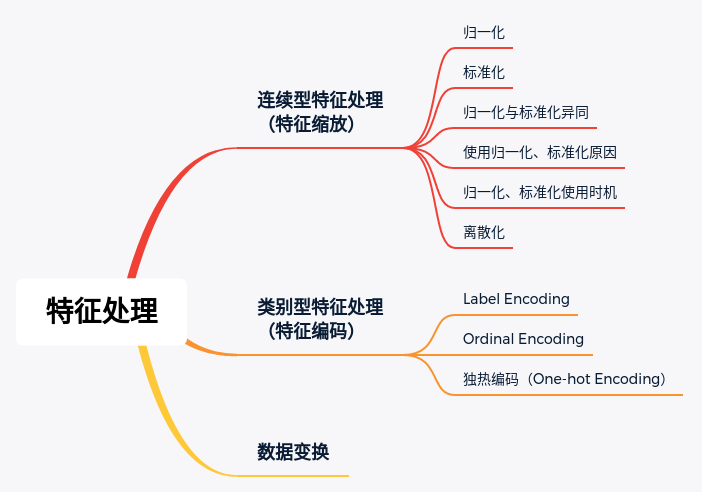 特征处理
连续型特征处理
（特征缩放）
归一化
标准化
归一化与标准化异同
使用归一化、标准化原因
归一化、标准化使用时机
离散化
类别型特征处理
（特征编码）
Label Encoding
Ordinal Encoding
独热编码（One-hot Encoding）
数据变换